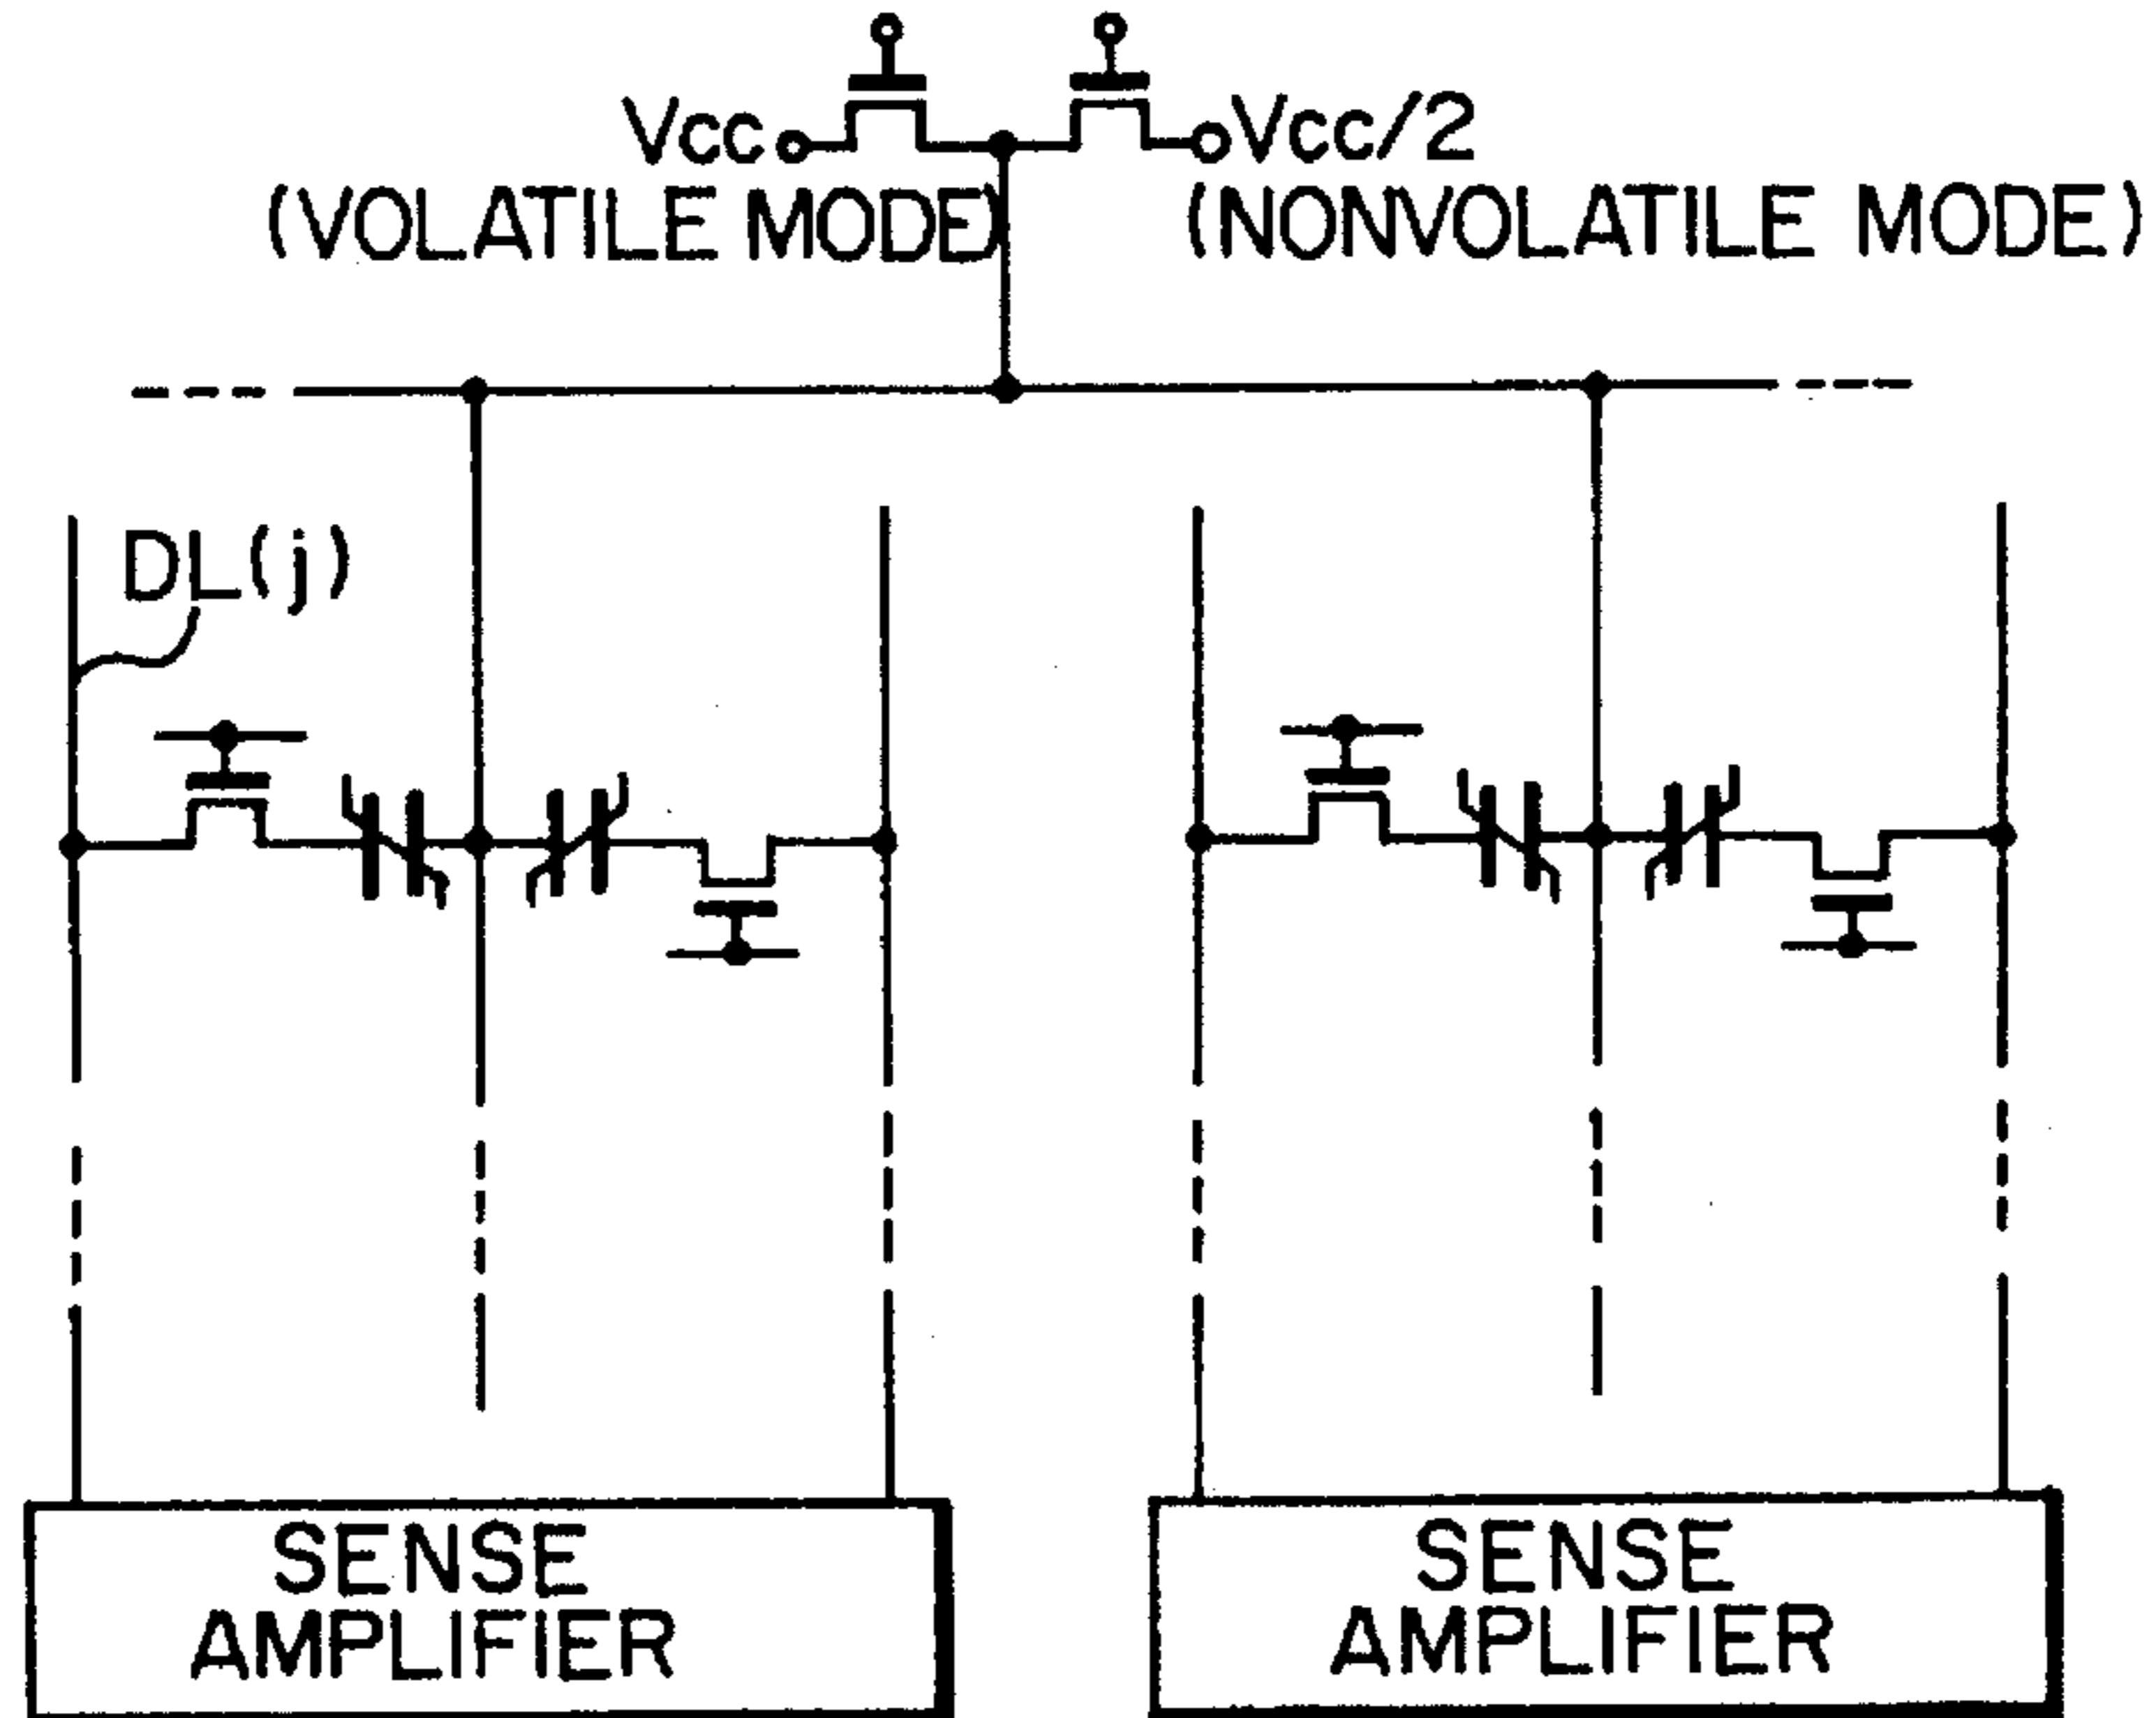 Vcc
Vcc/2
(VOLATILE MODE)
(NONVOLATILE MODE)
DL(j)
SENSE
AMPLIFIER
SENSE
AMPLIFIER